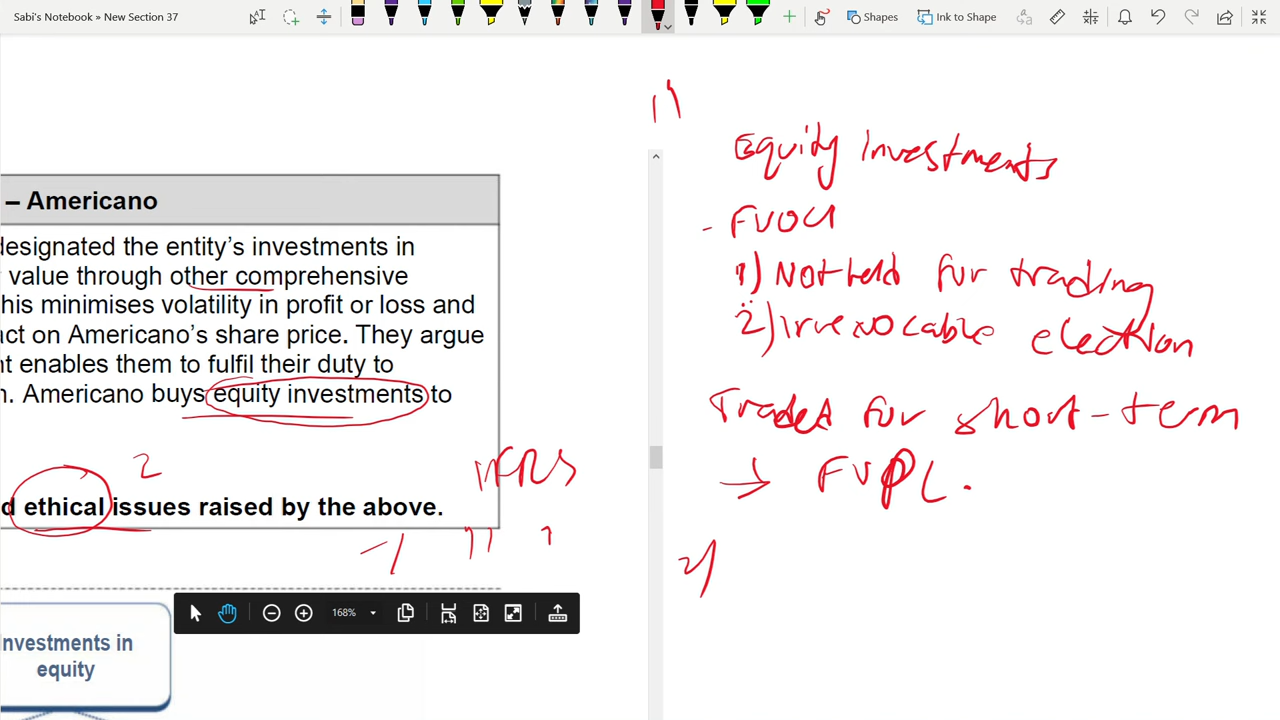 Sabi's Notebook » New Section 37
Shapes
Ink to Shape
– Americano
designated the entity's investments in
value through other comprehensive
his minimises volatility in profit or loss and
act on Americano's share price. They argue
nt enables them to fulfil their duty to
n. Americano buys equity investments to
2
IFRS
d ethical issues raised by the above.
168%
nvestments in
equity
1)
Equity investments
- FVOCI
1) Not held for trading
2) irrevocable election
Traded for short-term
→ FVPL.
2)